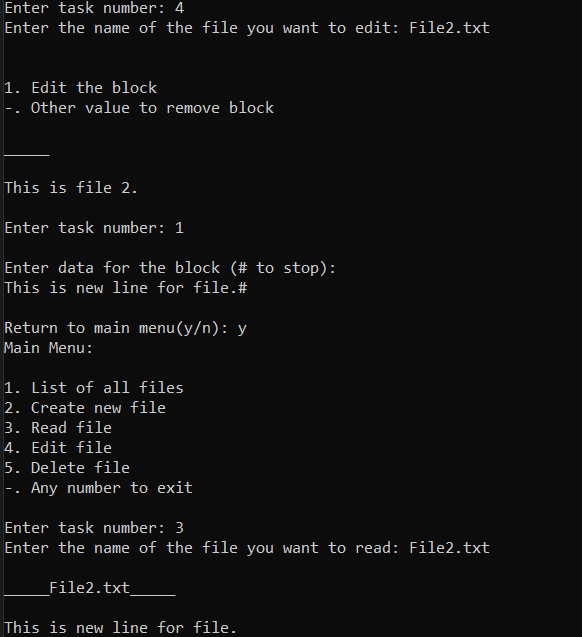 Enter task number: 4
Enter the name of the file you want to edit: File2.txt
1. Edit the block
-. Other value to remove block
_____
This is file 2.
Enter task number: 1
Enter data for the block (# to stop):
This is new line for file.#
Return to main menu(y/n): y
Main Menu:
1. List of all files
2. Create new file
3. Read file
4. Edit file
5. Delete file
-. Any number to exit
Enter task number: 3
Enter the name of the file you want to read: File2.txt
_____File2.txt_____
This is new line for file.